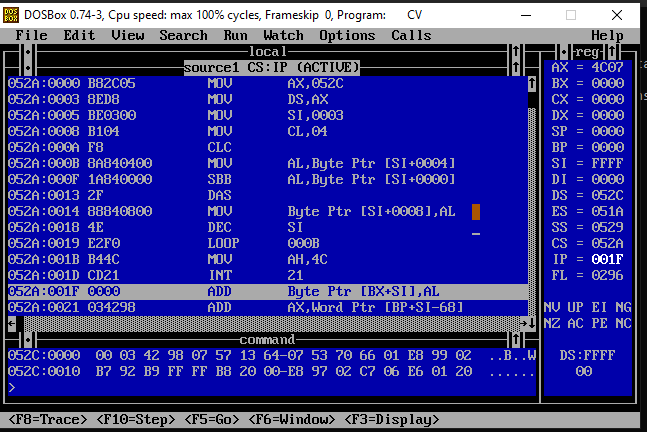 DOSBox 0.74-3, Cpu speed: max 100% cycles, Frameskip 0, Program: CV
File Edit View Search Run Watch Options Calls Help
local
source1 CS:IP (ACTIVE)
052A:0000 B82C05 MOV AX,052C
052A:0003 8ED8 MOV DS,AX
052A:0005 BE0300 MOV SI,0003
052A:0008 B104 MOV CL,04
052A:000A F8 CLC
052A:000B 8A840400 MOV AL,Byte Ptr [SI+0004]
052A:000F 1A840000 SBB AL,Byte Ptr [SI+0000]
052A:0013 2F DAS
052A:0014 88840800 MOV Byte Ptr [SI+0008],AL
052A:0018 4E DEC SI
052A:0019 E2F0 LOOP 000B
052A:001B B44C MOV AH,4C
052A:001D CD21 INT 21
052A:001F 0000 ADD Byte Ptr [BX+SI],AL
052A:0021 034298 ADD AX,Word Ptr [BP+SI-68]
reg
AX = 4C07
BX = 0000
CX = 0000
DX = 0000
SP = 0000
BP = 0000
SI = FFFF
DI = 0000
DS = 052C
ES = 051A
SS = 0529
CS = 052A
IP = 001F
FL = 0296
NV UP EI NG
NZ AC PE NC
DS:FFFF
00
command
052C:0000 00 03 42 98 07 57 13 64-07 53 70 66 01 E8 99 02 ..B..W
052C:0010 B7 92 B9 FF FF B8 20 00-E8 97 02 C7 06 E6 01 20 ......
>
<F8=Trace> <F10=Step> <F5=Go> <F6=Window> <F3=Display>